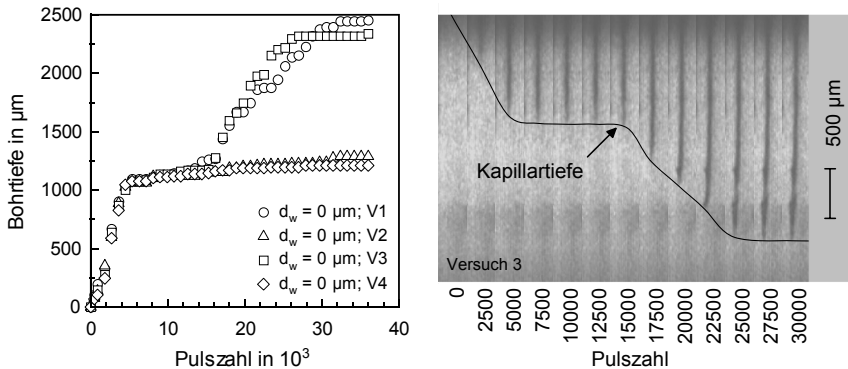 2500
2000
1500
1000
500
0
Bohrtiefe in µm
0 10 20 30 40
Pulszahl in 10³
d_w = 0 µm; V1
d_w = 0 µm; V2
d_w = 0 µm; V3
d_w = 0 µm; V4
Kapillartiefe
500 µm
Versuch 3
0 2500 5000 7500 10000 12500 15000 17500 20000 22500 25000 27500 30000
Pulszahl